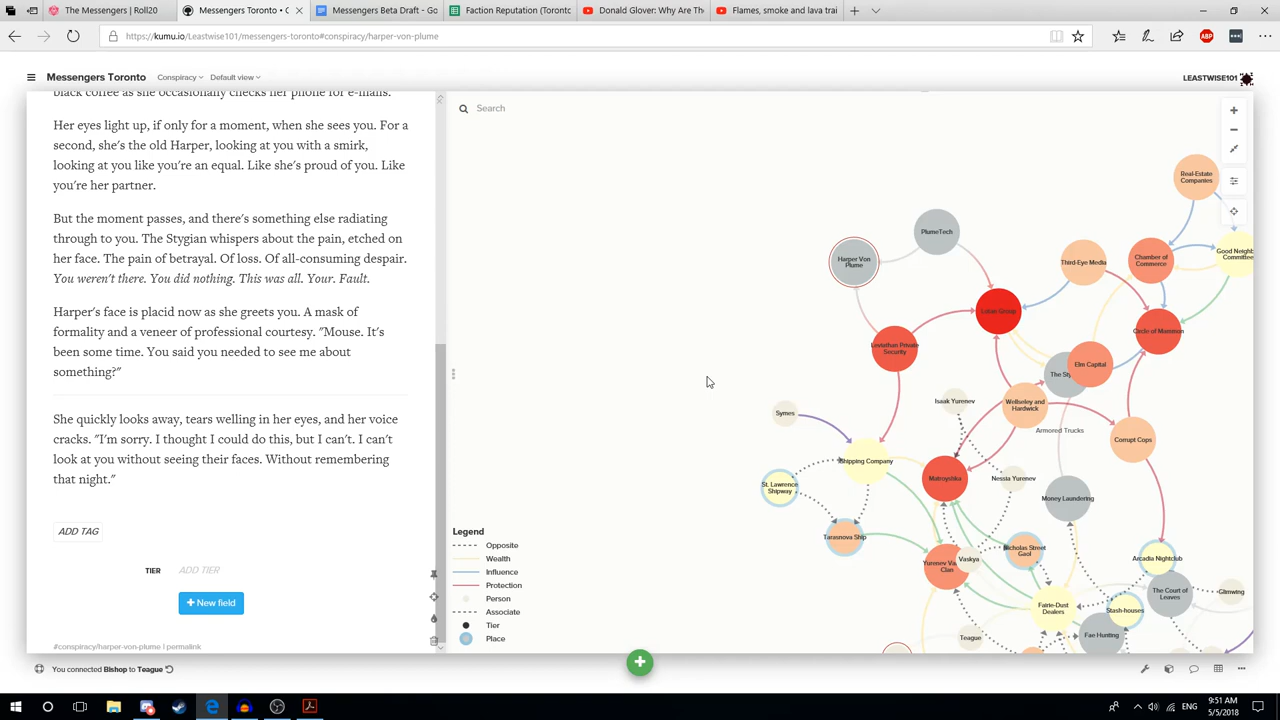 The Messengers | Roll20
Messengers Toronto • C
Messengers Beta Draft - Go
Faction Reputation (Toront
Donald Glover: Why Are Th
Flames, smoke and lava trai
https://kumu.io/Leastwise101/messengers-toronto#conspiracy/harper-von-plume
ABP
Messengers Toronto
Conspiracy
Default view
LEASTWISE101
black coffee as she occasionally checks her phone for e-mails.
Her eyes light up, if only for a moment, when she sees you. For a
second, she's the old Harper, looking at you with a smirk,
looking at you like you're an equal. Like she's proud of you. Like
you're her partner.
But the moment passes, and there's something else radiating
through to you. The Stygian whispers about the pain, etched on
her face. The pain of betrayal. Of loss. Of all-consuming despair.
You weren't there. You did nothing. This was all. Your. Fault.
Harper's face is placid now as she greets you. A mask of
formality and a veneer of professional courtesy. "Mouse. It's
been some time. You said you needed to see me about
something?"
She quickly looks away, tears welling in her eyes, and her voice
cracks. "I'm sorry. I thought I could do this, but I can't. I can't
look at you without seeing their faces. Without remembering
that night."
ADD TAG
TIER
ADD TIER
+ New field
#conspiracy/harper-von-plume | permalink
You connected Bishop to Teague
Search
Real-Estate
Companies
PlumeTech
Harper Von
Plume
Third-Eye Media
Chamber of
Commerce
Good Neighb
Committee
Circle of Mammon
Leviathan Private
Security
Elm Capital
The Sty
Isaak Yurenev
Wellseley and
Hardwick
Symes
Armored Trucks
Corrupt Cops
Shipping Company
Matroyshka
Nessia Yurenev
St. Lawrence
Shipway
Money Laundering
Tarasnova Ship
Nicholas Street
Gaol
Vaskya
Arcadia Nightclub
The Court of
Leaves
Glimwing
Fairie-Dust
Dealers
Stash-houses
Teague
Fae Hunting
Legend
Opposite
Wealth
Influence
Protection
Person
Associate
Tier
Place
ENG
9:51 AM
5/5/2018